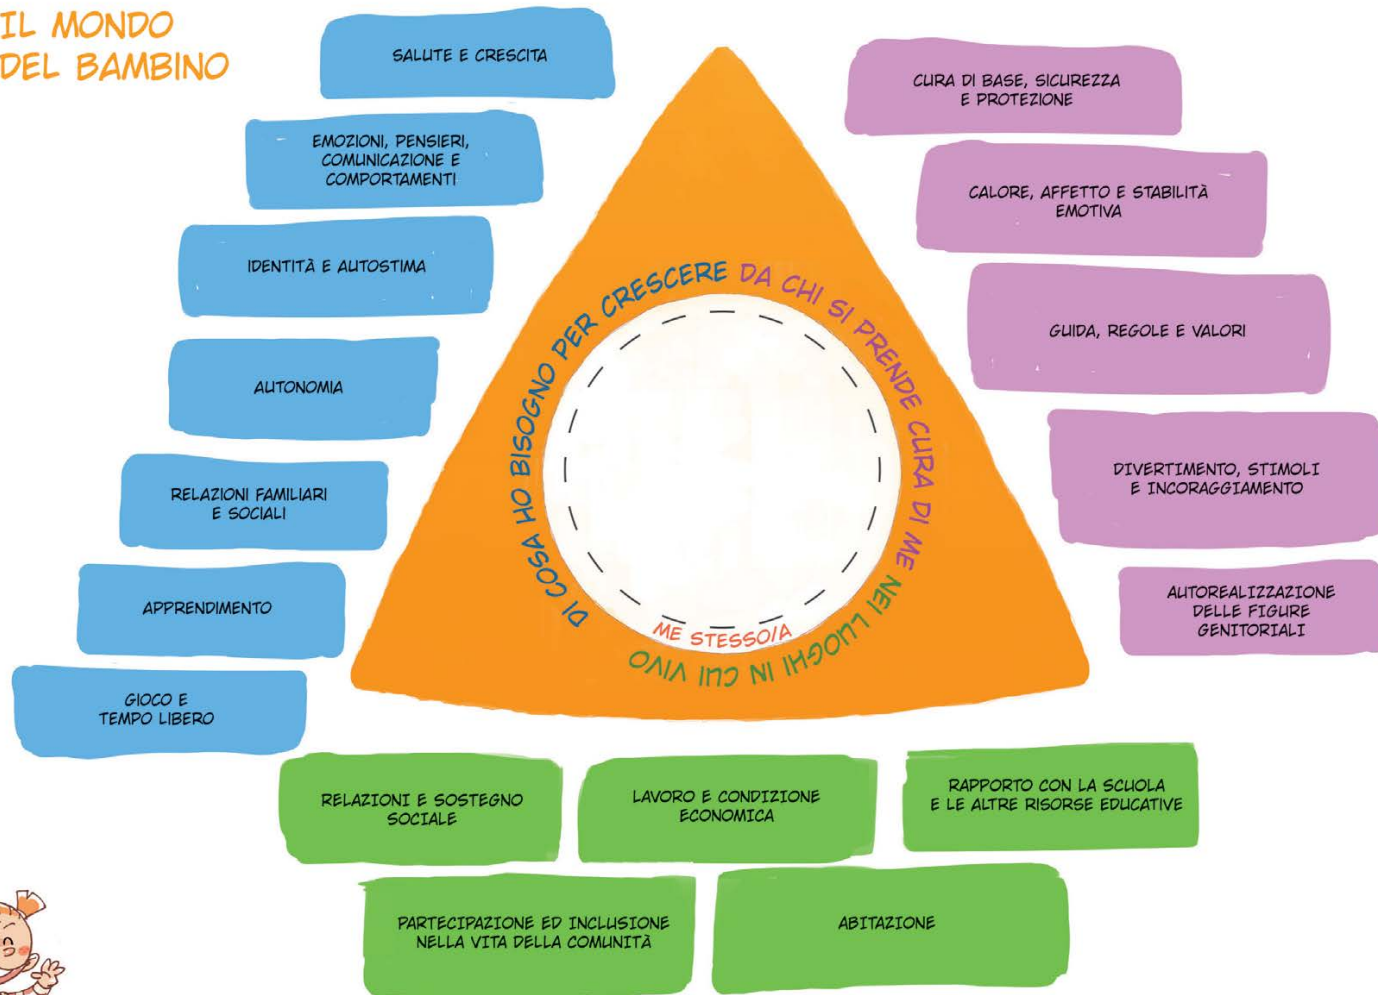 IL MONDO
DEL BAMBINO
SALUTE E CRESCITA
EMOZIONI, PENSIERI,
COMUNICAZIONE E
COMPORTAMENTI
IDENTITÀ E AUTOSTIMA
AUTONOMIA
RELAZIONI FAMILIARI
E SOCIALI
APPRENDIMENTO
GIOCO E
TEMPO LIBERO
DI COSA HO BISOGNO PER CRESCERE
DA CHI SI PRENDE CURA DI ME
NEI LUOGHI IN CUI VIVO
ME STESSO/A
CURA DI BASE, SICUREZZA
E PROTEZIONE
CALORE, AFFETTO E STABILITÀ
EMOTIVA
GUIDA, REGOLE E VALORI
DIVERTIMENTO, STIMOLI
E INCORAGGIAMENTO
AUTOREALIZZAZIONE
DELLE FIGURE
GENITORIALI
RELAZIONI E SOSTEGNO
SOCIALE
LAVORO E CONDIZIONE
ECONOMICA
RAPPORTO CON LA SCUOLA
E LE ALTRE RISORSE EDUCATIVE
PARTECIPAZIONE ED INCLUSIONE
NELLA VITA DELLA COMUNITÀ
ABITAZIONE